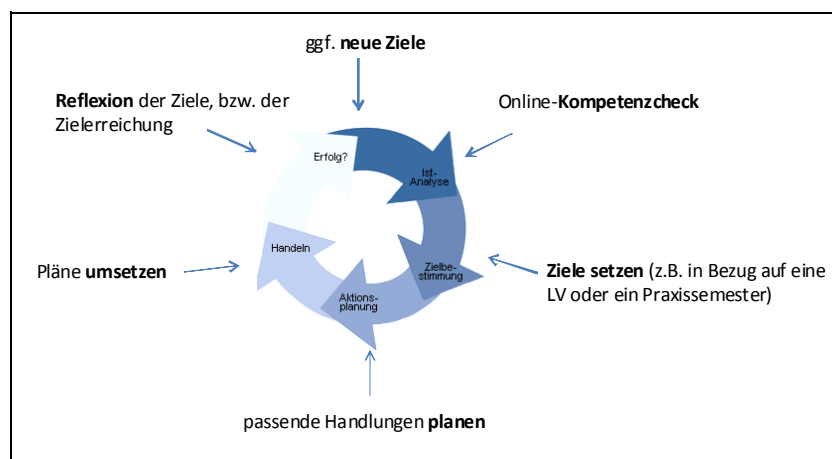 ggf. neue Ziele
Reflexion der Ziele, bzw. der
Zielerreichung
Online-Kompetenzcheck
Erfolg?
Ist-
Analyse
Handeln
Zielbe-
stimmung
Aktions-
planung
Pläne umsetzen
Ziele setzen (z.B. in Bezug auf eine
LV oder ein Praxissemester)
passende Handlungen planen